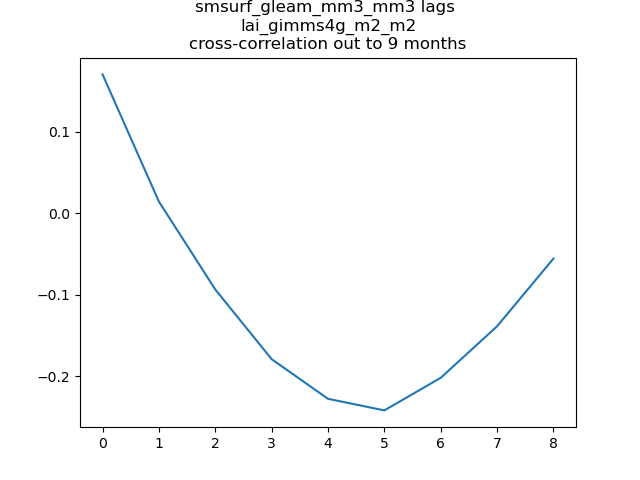 smsurf_gleam_mm3_mm3 lags
lai_gimms4g_m2_m2
cross-correlation out to 9 months
0.1
0.0
−0.1
−0.2
0 1 2 3 4 5 6 7 8